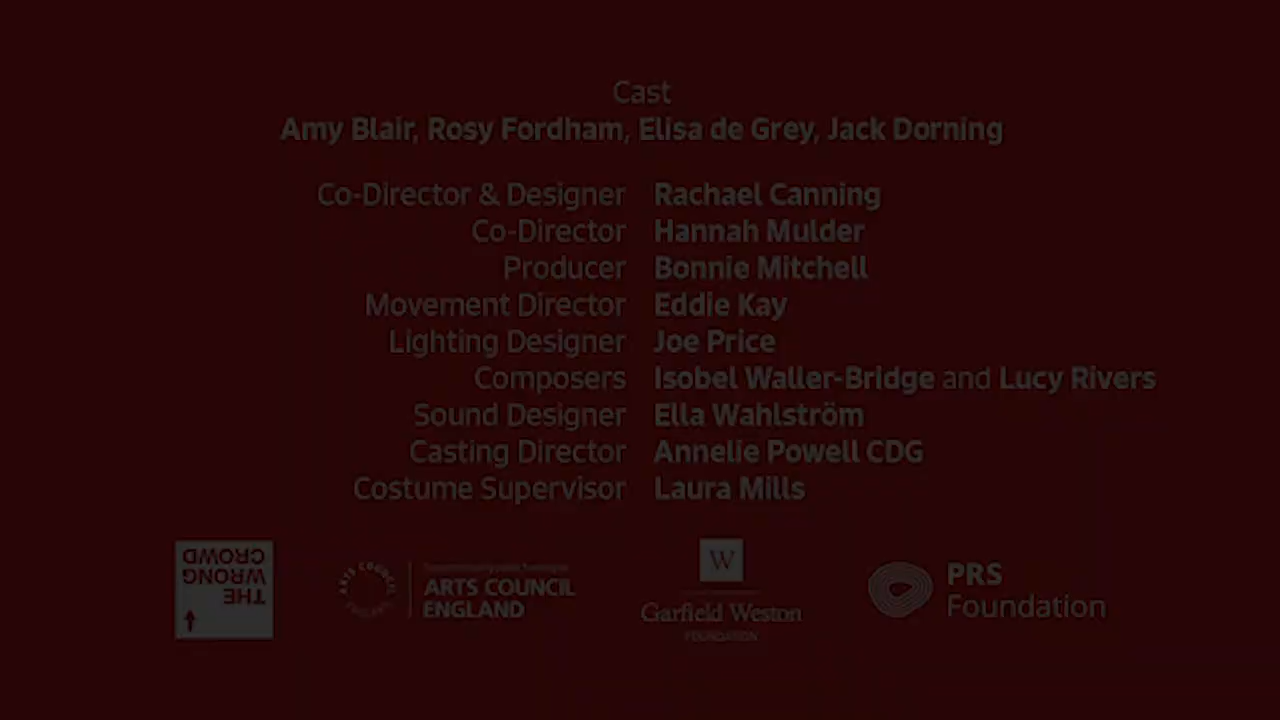 Cast
Amy Blair, Rosy Fordham, Elisa de Grey, Jack Dorning
Co-Director & Designer Rachael Canning
Co-Director Hannah Mulder
Producer Bonnie Mitchell
Movement Director Eddie Kay
Lighting Designer Joe Price
Composers Isobel Waller-Bridge and Lucy Rivers
Sound Designer Ella Wahlström
Casting Director Annelie Powell CDG
Costume Supervisor Laura Mills
THE
WRONG
CROWD
ARTS COUNCIL
ENGLAND
ARTS COUNCIL
ENGLAND
W
Garfield Weston
FOUNDATION
PRS
Foundation